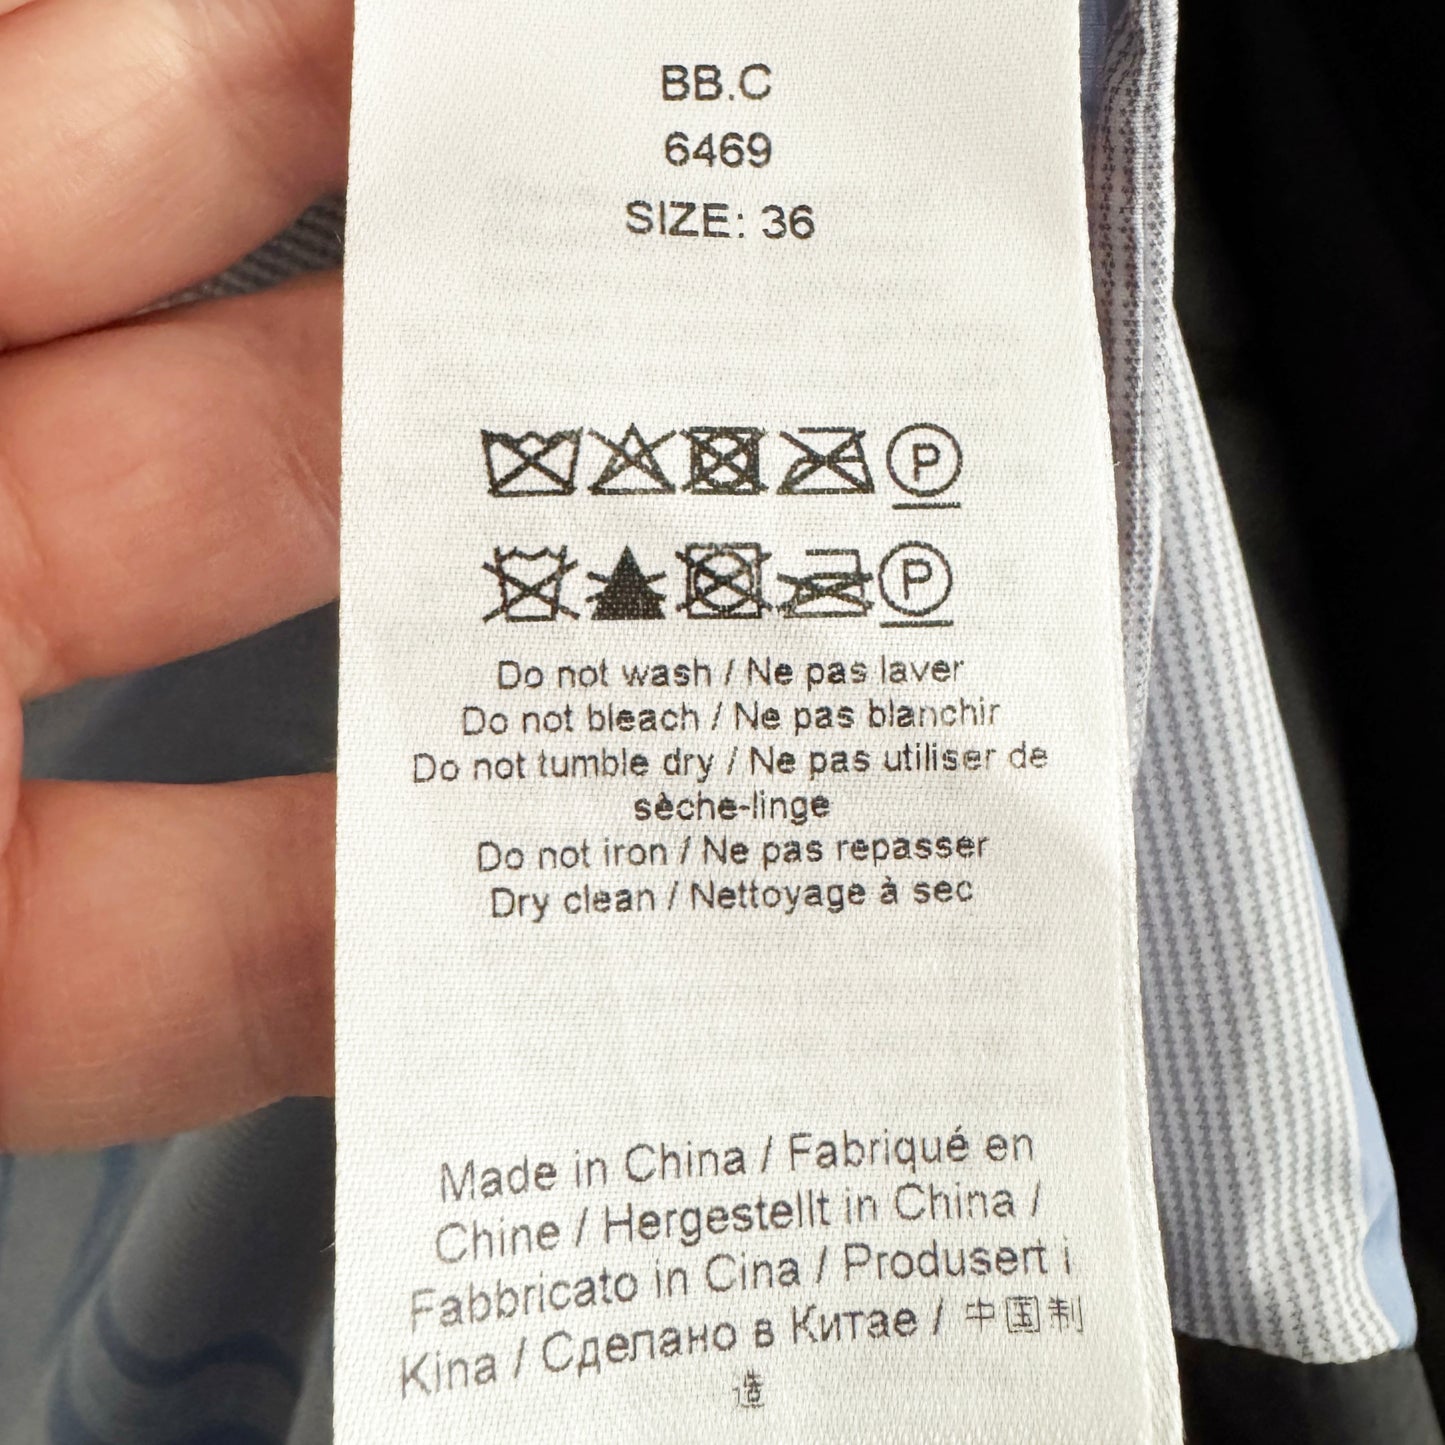 BB.C
6469
SIZE: 36
P
P
Do not wash / Ne pas laver
Do not bleach / Ne pas blanchir
Do not tumble dry / Ne pas utiliser de
sèche-linge
Do not iron / Ne pas repasser
Dry clean / Nettoyage à sec
Made in China / Fabriqué en
Chine / Hergestellt in China /
Fabbricato in Cina / Produsert i
Kina / Сделано в Китае / 中国制
造